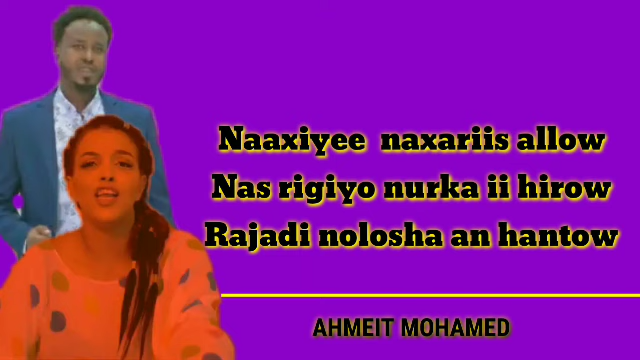 Naaxiyee naxariis allow
Nas rigiyo nurka ii hirow
Rajadi nolosha an hantow
AHMEIT MOHAMED